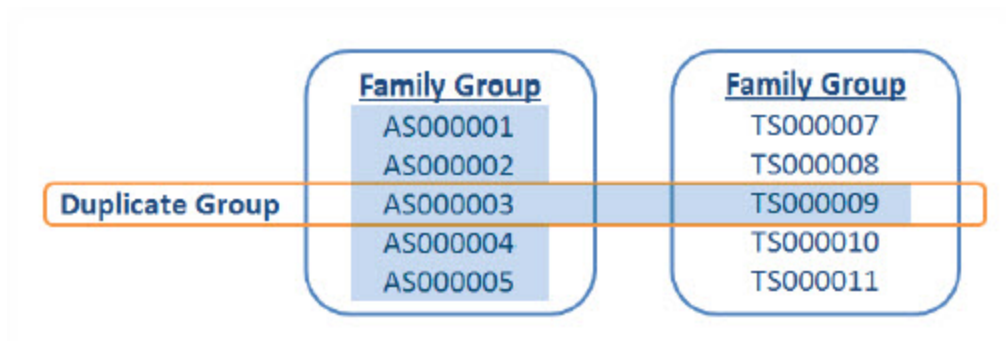 Family Group
AS000001
AS000002
AS000003
AS000004
AS000005
Family Group
TS000007
TS000008
TS000009
TS000010
TS000011
Duplicate Group